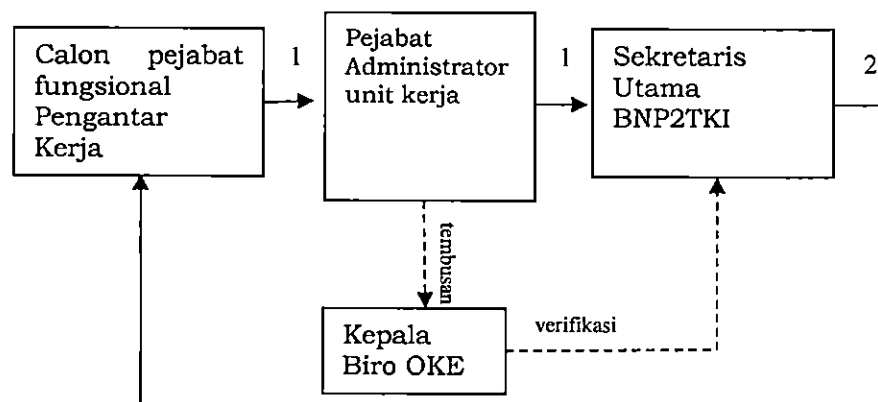 Calon pejabat
fungsional
Pengantar
Kerja
1
Pejabat
Administrator
unit kerja
1
Sekretaris
Utama
BNP2TKI
2
tembusan
Kepala
Biro OKE
verifikasi